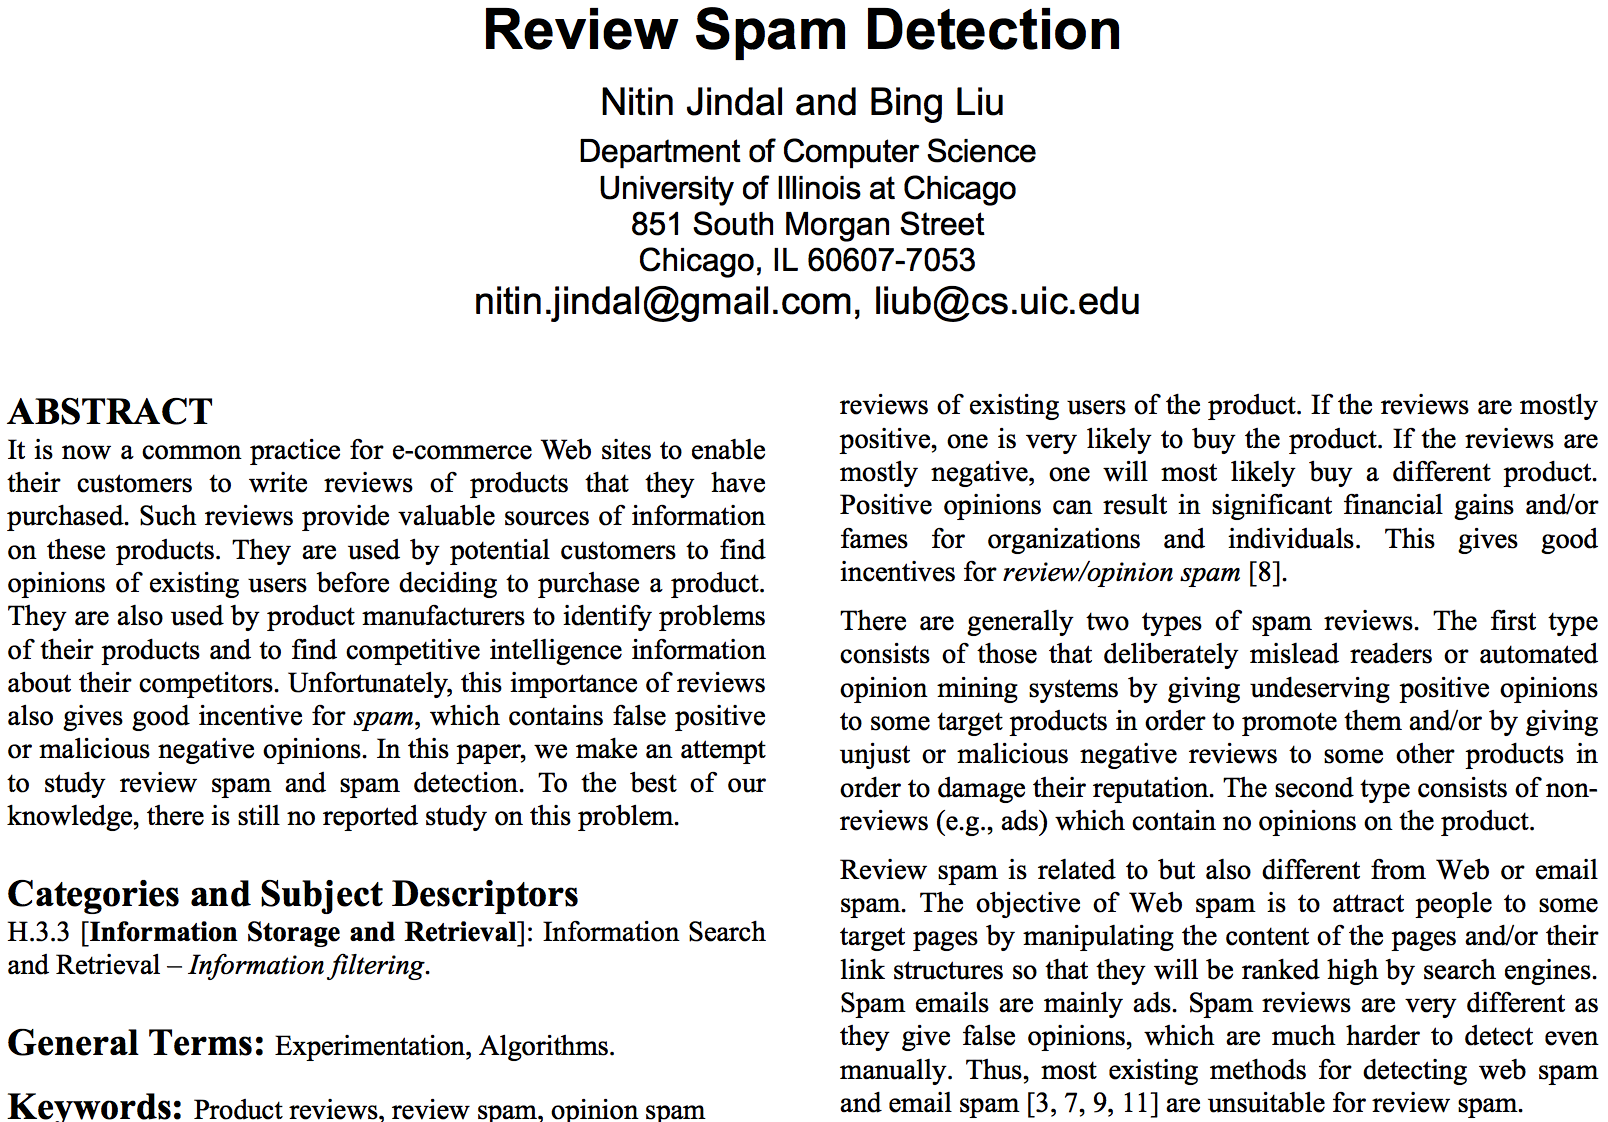 Review Spam Detection
Nitin Jindal and Bing Liu
Department of Computer Science
University of Illinois at Chicago
851 South Morgan Street
Chicago, IL 60607-7053
nitin.jindal@gmail.com, liub@cs.uic.edu
ABSTRACT
It is now a common practice for e-commerce Web sites to enable
their customers to write reviews of products that they have
purchased. Such reviews provide valuable sources of information
on these products. They are used by potential customers to find
opinions of existing users before deciding to purchase a product.
They are also used by product manufacturers to identify problems
of their products and to find competitive intelligence information
about their competitors. Unfortunately, this importance of reviews
also gives good incentive for spam, which contains false positive
or malicious negative opinions. In this paper, we make an attempt
to study review spam and spam detection. To the best of our
knowledge, there is still no reported study on this problem.
Categories and Subject Descriptors
H.3.3 [Information Storage and Retrieval]: Information Search
and Retrieval – Information filtering.
General Terms: Experimentation, Algorithms.
Keywords: Product reviews, review spam, opinion spam
reviews of existing users of the product. If the reviews are mostly
positive, one is very likely to buy the product. If the reviews are
mostly negative, one will most likely buy a different product.
Positive opinions can result in significant financial gains and/or
fames for organizations and individuals. This gives good
incentives for review/opinion spam [8].
There are generally two types of spam reviews. The first type
consists of those that deliberately mislead readers or automated
opinion mining systems by giving undeserving positive opinions
to some target products in order to promote them and/or by giving
unjust or malicious negative reviews to some other products in
order to damage their reputation. The second type consists of non-
reviews (e.g., ads) which contain no opinions on the product.
Review spam is related to but also different from Web or email
spam. The objective of Web spam is to attract people to some
target pages by manipulating the content of the pages and/or their
link structures so that they will be ranked high by search engines.
Spam emails are mainly ads. Spam reviews are very different as
they give false opinions, which are much harder to detect even
manually. Thus, most existing methods for detecting web spam
and email spam [3, 7, 9, 11] are unsuitable for review spam.